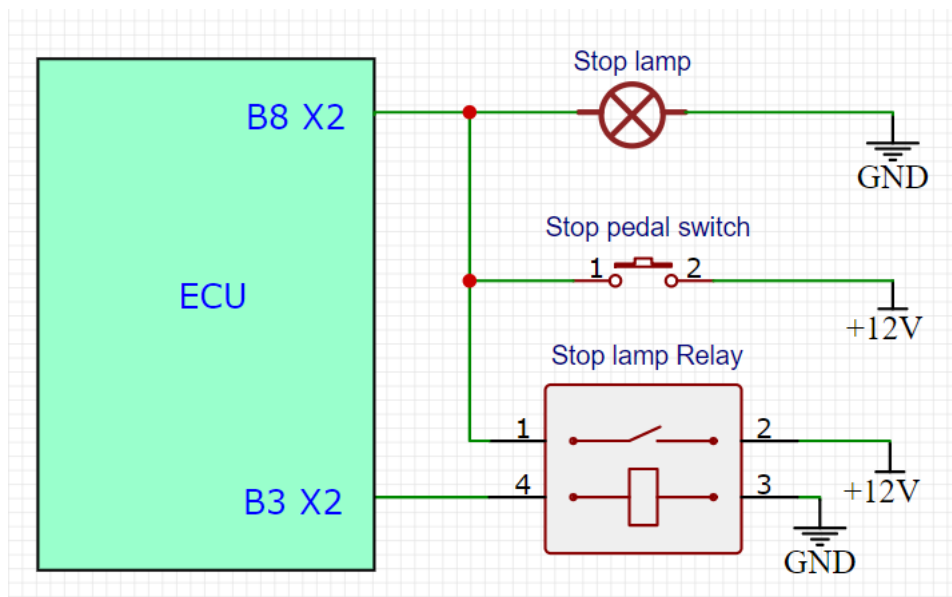 Stop lamp
B8 X2
GND
Stop pedal switch
1 2
ECU
+12V
Stop lamp Relay
1 2
+12V
4 3
B3 X2
GND